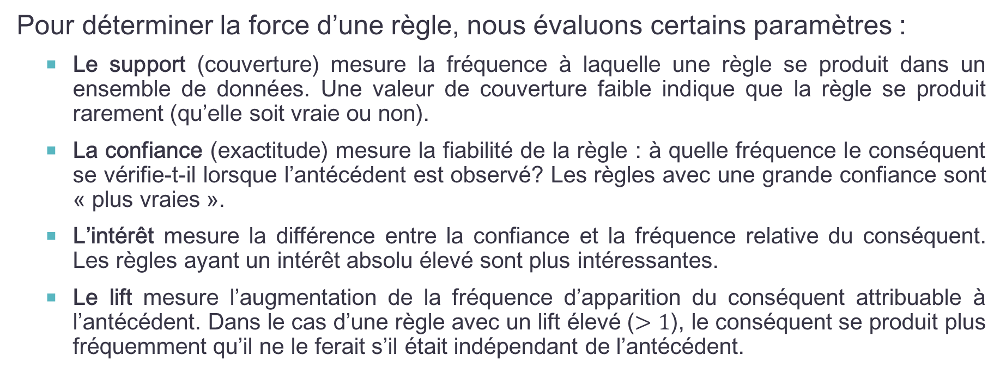 Pour déterminer la force d’une règle, nous évaluons certains paramètres :
▪ Le support (couverture) mesure la fréquence à laquelle une règle se produit dans un
ensemble de données. Une valeur de couverture faible indique que la règle se produit
rarement (qu’elle soit vraie ou non).
▪ La confiance (exactitude) mesure la fiabilité de la règle : à quelle fréquence le conséquent
se vérifie-t-il lorsque l’antécédent est observé? Les règles avec une grande confiance sont
« plus vraies ».
▪ L’intérêt mesure la différence entre la confiance et la fréquence relative du conséquent.
Les règles ayant un intérêt absolu élevé sont plus intéressantes.
▪ Le lift mesure l’augmentation de la fréquence d’apparition du conséquent attribuable à
l’antécédent. Dans le cas d’une règle avec un lift élevé (> 1), le conséquent se produit plus
fréquemment qu’il ne le ferait s’il était indépendant de l’antécédent.